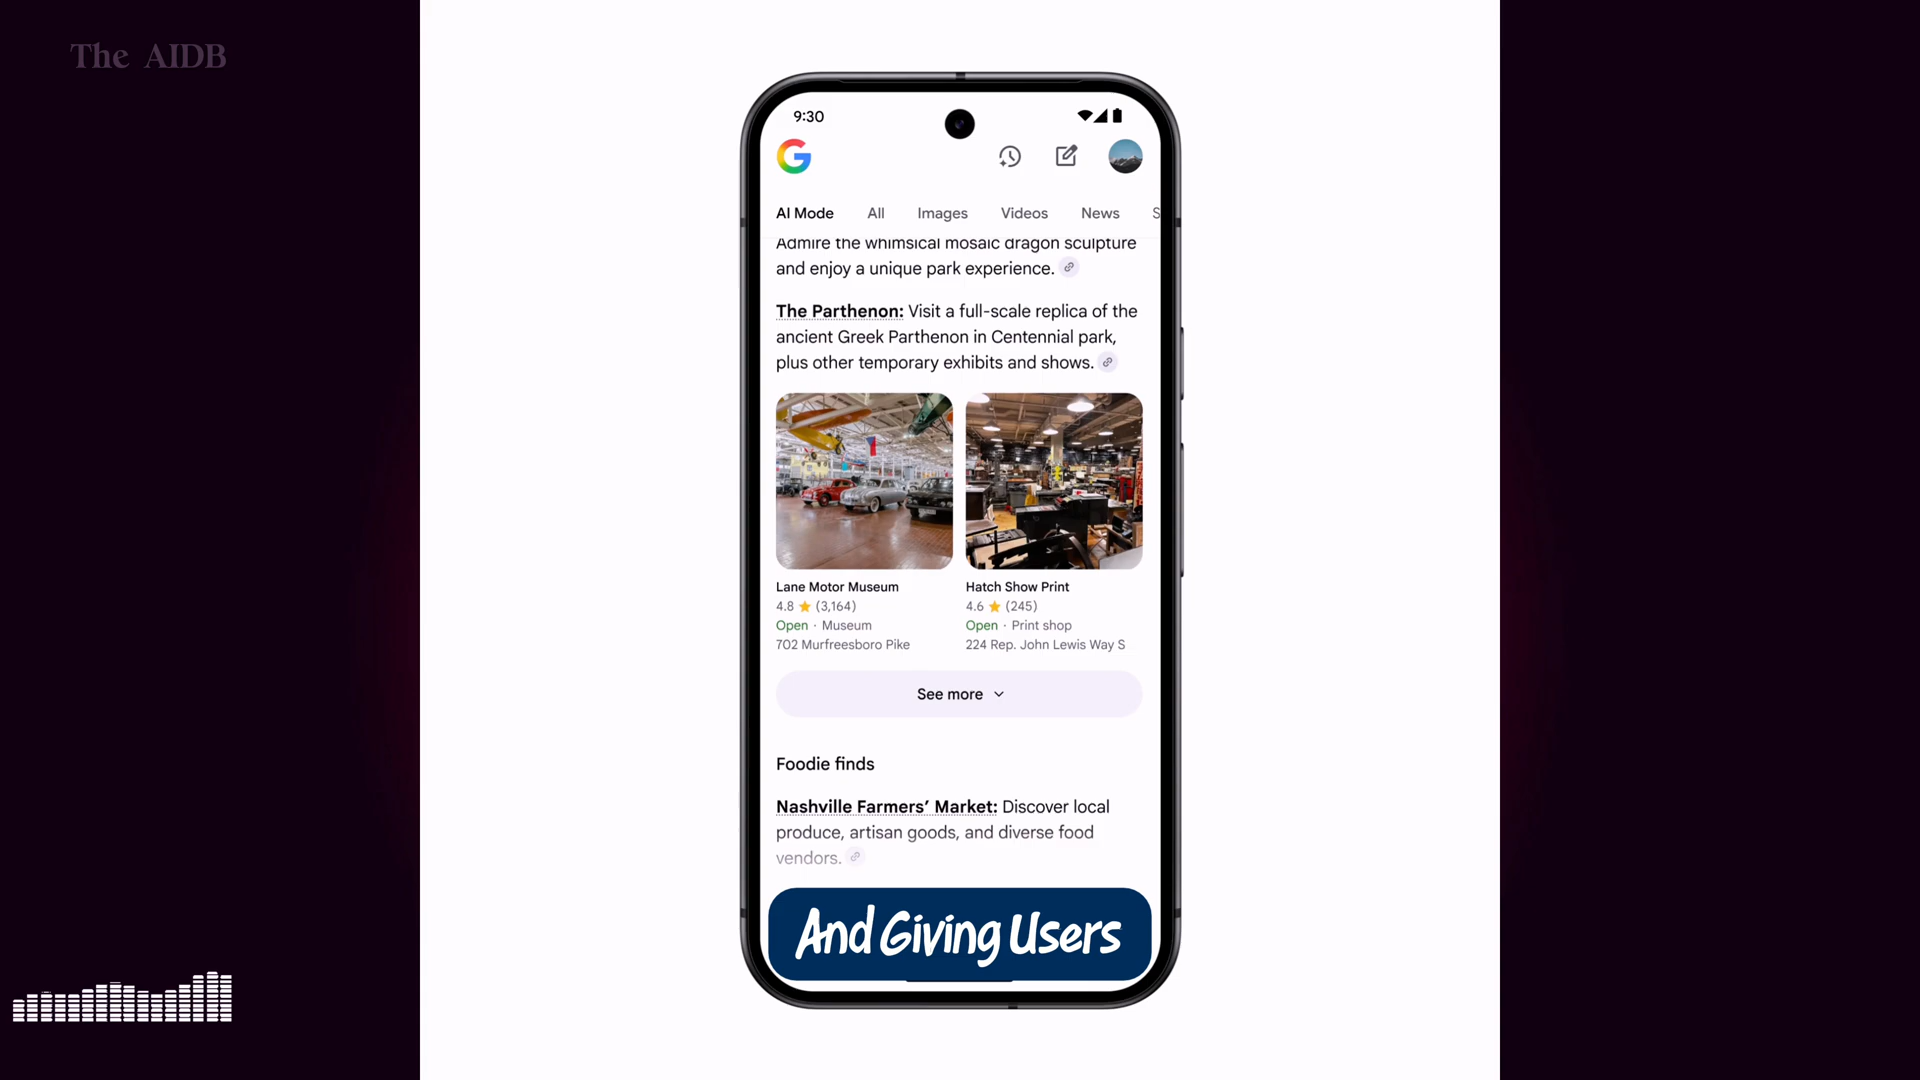 The AIDB
9:30
AI Mode All Images Videos News S
Admire the whimsical mosaic dragon sculpture
and enjoy a unique park experience.
The Parthenon: Visit a full-scale replica of the
ancient Greek Parthenon in Centennial park,
plus other temporary exhibits and shows.
Lane Motor Museum
4.8 ★ (3,164)
Open · Museum
702 Murfreesboro Pike
Hatch Show Print
4.6 ★ (245)
Open · Print shop
224 Rep. John Lewis Way S
See more
Foodie finds
Nashville Farmers’ Market: Discover local
produce, artisan goods, and diverse food
vendors.
And Giving Users